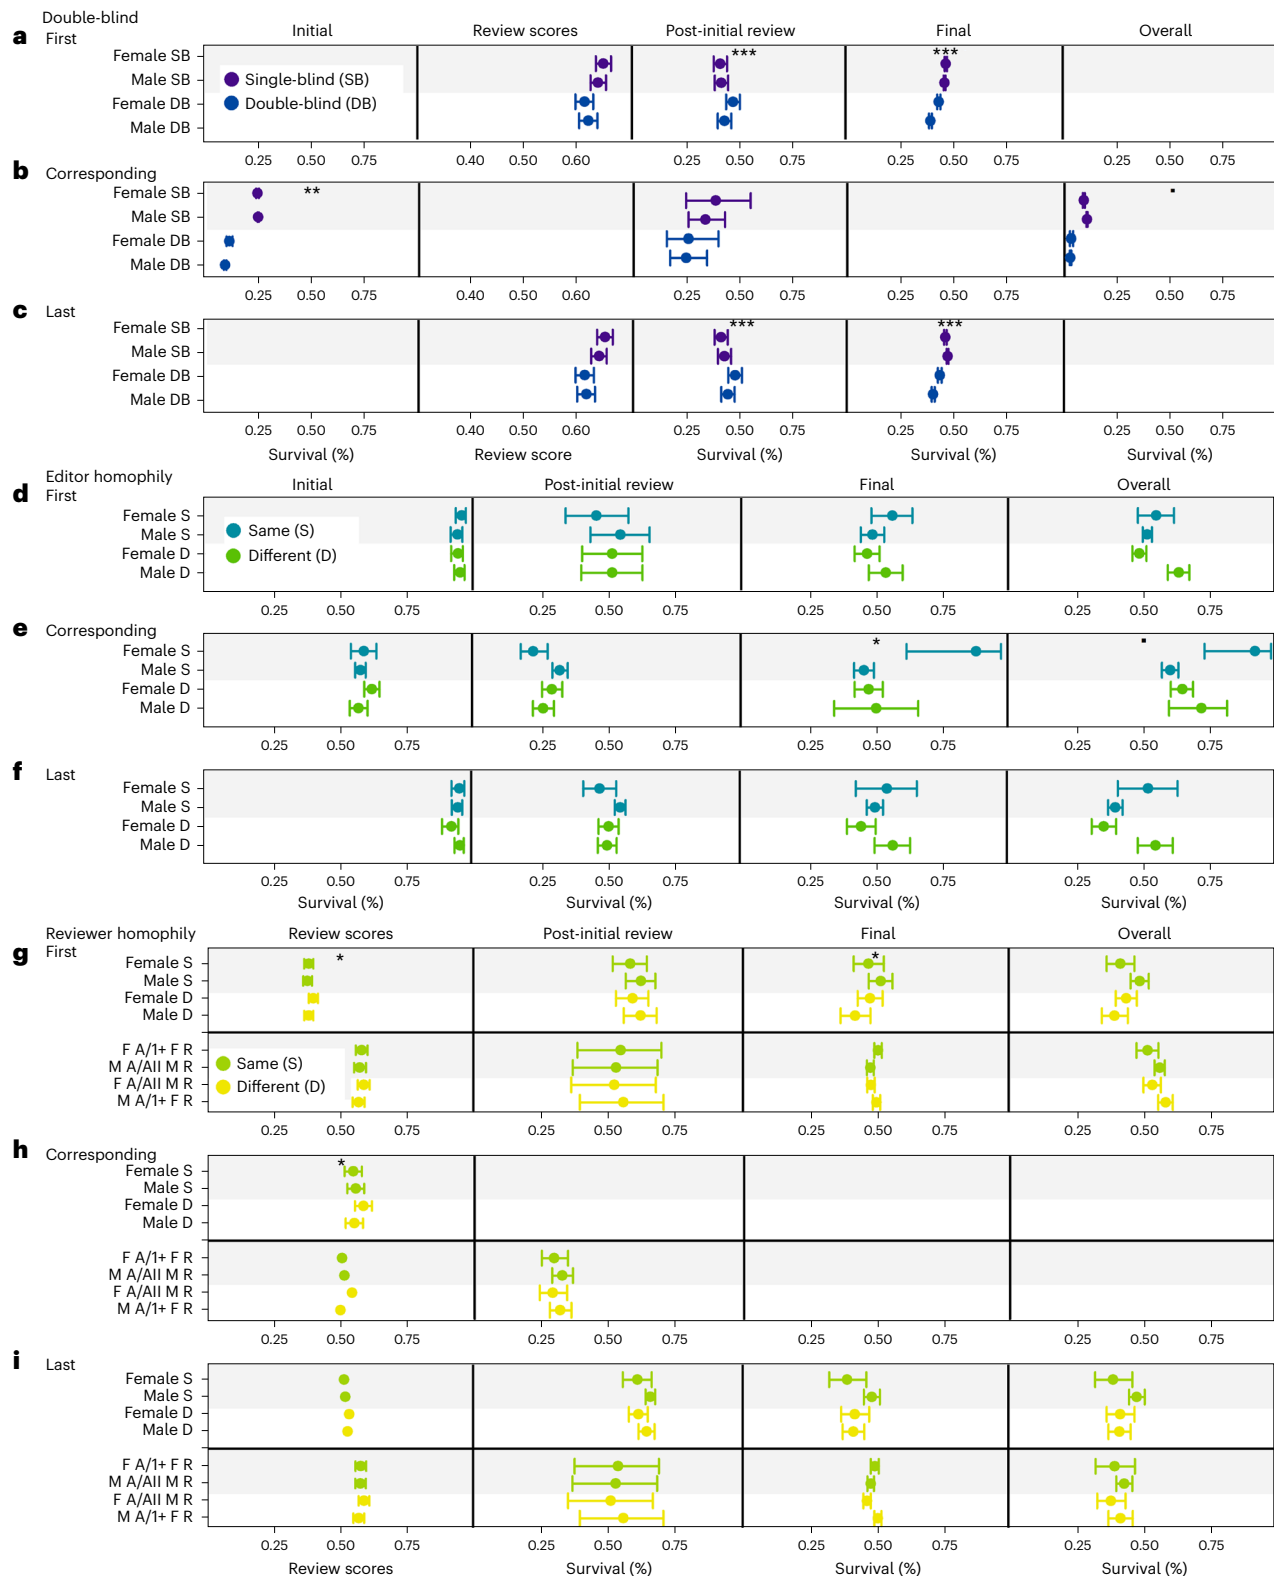 Double-blind
a First Initial Review scores Post-initial review Final Overall
Female SB *** ***
Male SB
Female DB
Male DB
Single-blind (SB)
Double-blind (DB)
0.25 0.50 0.75 0.40 0.50 0.60 0.25 0.50 0.75 0.25 0.50 0.75 0.25 0.50 0.75
b Corresponding
Female SB ** ▪
Male SB
Female DB
Male DB
0.25 0.50 0.75 0.40 0.50 0.60 0.25 0.50 0.75 0.25 0.50 0.75 0.25 0.50 0.75
c Last
Female SB *** ***
Male SB
Female DB
Male DB
0.25 0.50 0.75 0.40 0.50 0.60 0.25 0.50 0.75 0.25 0.50 0.75 0.25 0.50 0.75
Survival (%) Review score Survival (%) Survival (%) Survival (%)
Editor homophily
d First Initial Post-initial review Final Overall
Female S
Male S
Female D
Male D
Same (S)
Different (D)
0.25 0.50 0.75 0.25 0.50 0.75 0.25 0.50 0.75 0.25 0.50 0.75
e Corresponding
Female S * ▪
Male S
Female D
Male D
0.25 0.50 0.75 0.25 0.50 0.75 0.25 0.50 0.75 0.25 0.50 0.75
f Last
Female S
Male S
Female D
Male D
0.25 0.50 0.75 0.25 0.50 0.75 0.25 0.50 0.75 0.25 0.50 0.75
Survival (%) Survival (%) Survival (%) Survival (%)
Reviewer homophily Review scores Post-initial review Final Overall
g First
Female S * *
Male S
Female D
Male D
F A/1+ F R
M A/All M R
F A/All M R
M A/1+ F R
Same (S)
Different (D)
0.25 0.50 0.75 0.25 0.50 0.75 0.25 0.50 0.75 0.25 0.50 0.75
h Corresponding
Female S *
Male S
Female D
Male D
F A/1+ F R
M A/All M R
F A/All M R
M A/1+ F R
0.25 0.50 0.75 0.25 0.50 0.75 0.25 0.50 0.75 0.25 0.50 0.75
i Last
Female S
Male S
Female D
Male D
F A/1+ F R
M A/All M R
F A/All M R
M A/1+ F R
0.25 0.50 0.75 0.25 0.50 0.75 0.25 0.50 0.75 0.25 0.50 0.75
Review scores Survival (%) Survival (%) Survival (%)